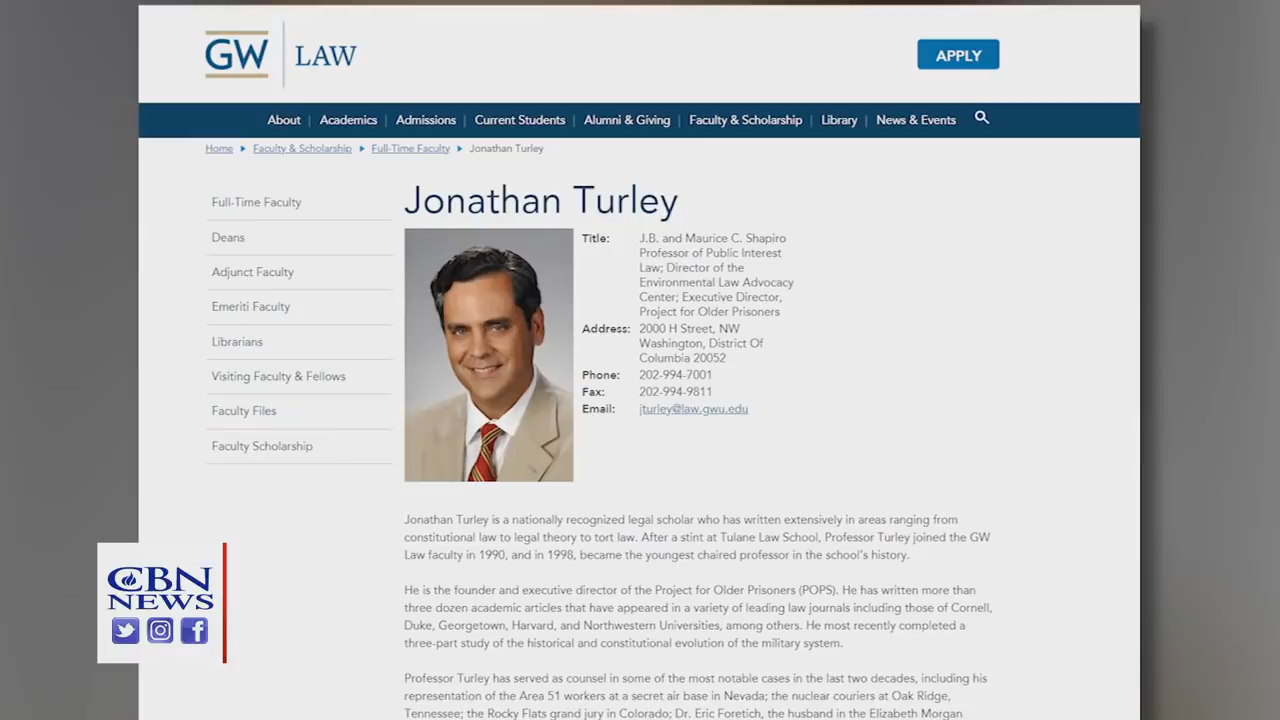 GW LAW
APPLY
About | Academics | Admissions | Current Students | Alumni & Giving | Faculty & Scholarship | Library | News & Events
Home Faculty & Scholarship Full-Time Faculty Jonathan Turley
Full-Time Faculty
Deans
Adjunct Faculty
Emeriti Faculty
Librarians
Visiting Faculty & Fellows
Faculty Files
Faculty Scholarship
Jonathan Turley
Title: J.B. and Maurice C. Shapiro
Professor of Public Interest
Law; Director of the
Environmental Law Advocacy
Center; Executive Director,
Project for Older Prisoners
Address: 2000 H Street, NW
Washington, District Of
Columbia 20052
Phone: 202-994-7001
Fax: 202-994-9811
Email: jturley@law.gwu.edu
Jonathan Turley is a nationally recognized legal scholar who has written extensively in areas ranging from
constitutional law to legal theory to tort law. After a stint at Tulane Law School, Professor Turley joined the GW
Law faculty in 1990, and in 1998, became the youngest chaired professor in the school's history.
He is the founder and executive director of the Project for Older Prisoners (POPS). He has written more than
three dozen academic articles that have appeared in a variety of leading law journals including those of Cornell,
Duke, Georgetown, Harvard, and Northwestern Universities, among others. He most recently completed a
three-part study of the historical and constitutional evolution of the military system.
Professor Turley has served as counsel in some of the most notable cases in the last two decades, including his
representation of the Area 51 workers at a secret air base in Nevada; the nuclear couriers at Oak Ridge,
Tennessee; the Rocky Flats grand jury in Colorado; Dr. Eric Foretich, the husband in the Elizabeth Morgan
CBN
NEWS